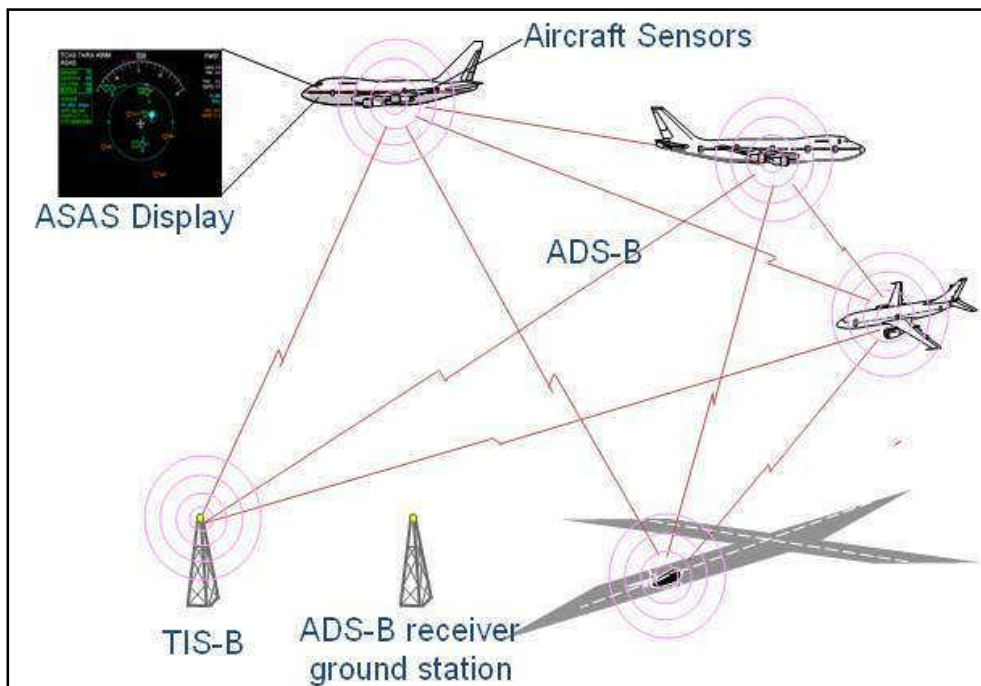 Aircraft Sensors
ASAS Display
ADS-B
TIS-B
ADS-B receiver
ground station